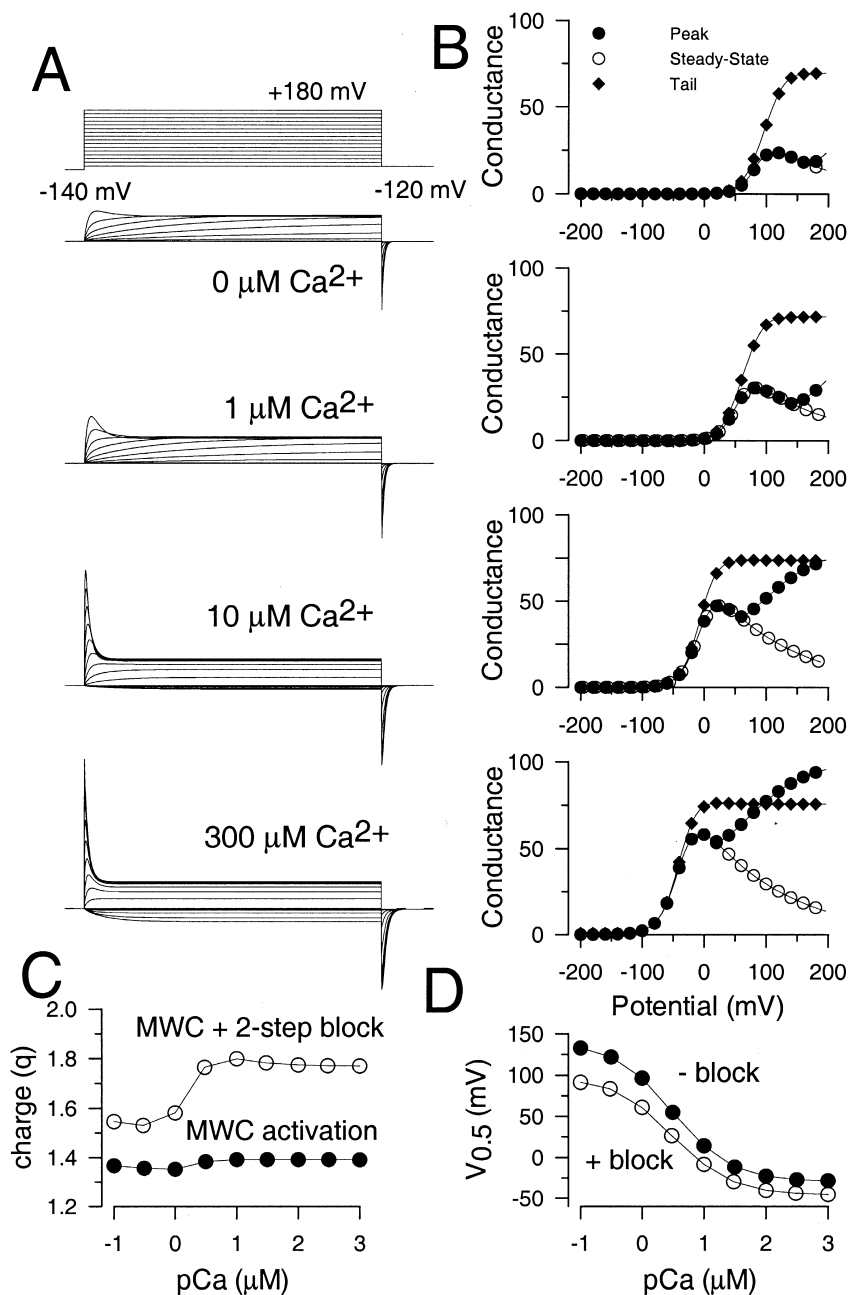 A
+180 mV
-140 mV
-120 mV
0 μM Ca2+
1 μM Ca2+
10 μM Ca2+
300 μM Ca2+
B
Peak
Steady-State
Tail
Conductance
100
50
0
-200 -100 0 100 200
Conductance
100
50
0
-200 -100 0 100 200
Conductance
100
50
0
-200 -100 0 100 200
Conductance
100
50
0
-200 -100 0 100 200
Potential (mV)
C
charge (q)
2.0
1.8
1.6
1.4
1.2
MWC + 2-step block
MWC activation
-1 0 1 2 3
pCa (μM)
D
V0.5 (mV)
150
100
50
0
-50
- block
+ block
-1 0 1 2 3
pCa (μM)